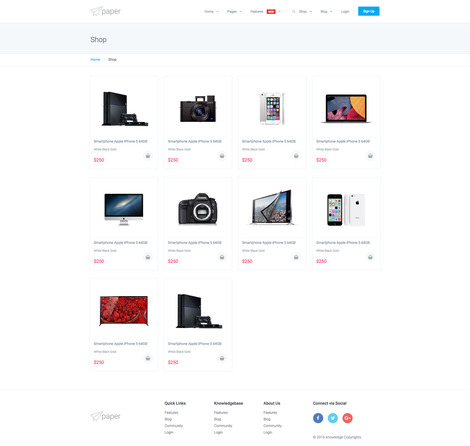 paper
Home Pages Features NEW Shop Blog Login Sign Up
Shop
Home Shop
Smartphone Apple iPhone 5 64GB Smartphone Apple iPhone 5 64GB Smartphone Apple iPhone 5 64GB Smartphone Apple iPhone 5 64GB
White Black Gold White Black Gold White Black Gold White Black Gold
$250 $250 $250 $250
Smartphone Apple iPhone 5 64GB Smartphone Apple iPhone 5 64GB Smartphone Apple iPhone 5 64GB Smartphone Apple iPhone 5 64GB
White Black Gold White Black Gold White Black Gold White Black Gold
$250 $250 $250 $250
Smartphone Apple iPhone 5 64GB Smartphone Apple iPhone 5 64GB
White Black Gold White Black Gold
$250 $250
paper
Quick Links Knowledgebase About Us Connect via Social
Features Features Features
Blog Blog Blog
Community Community Community
Login Login Login
© 2016 knowledge Copyrights